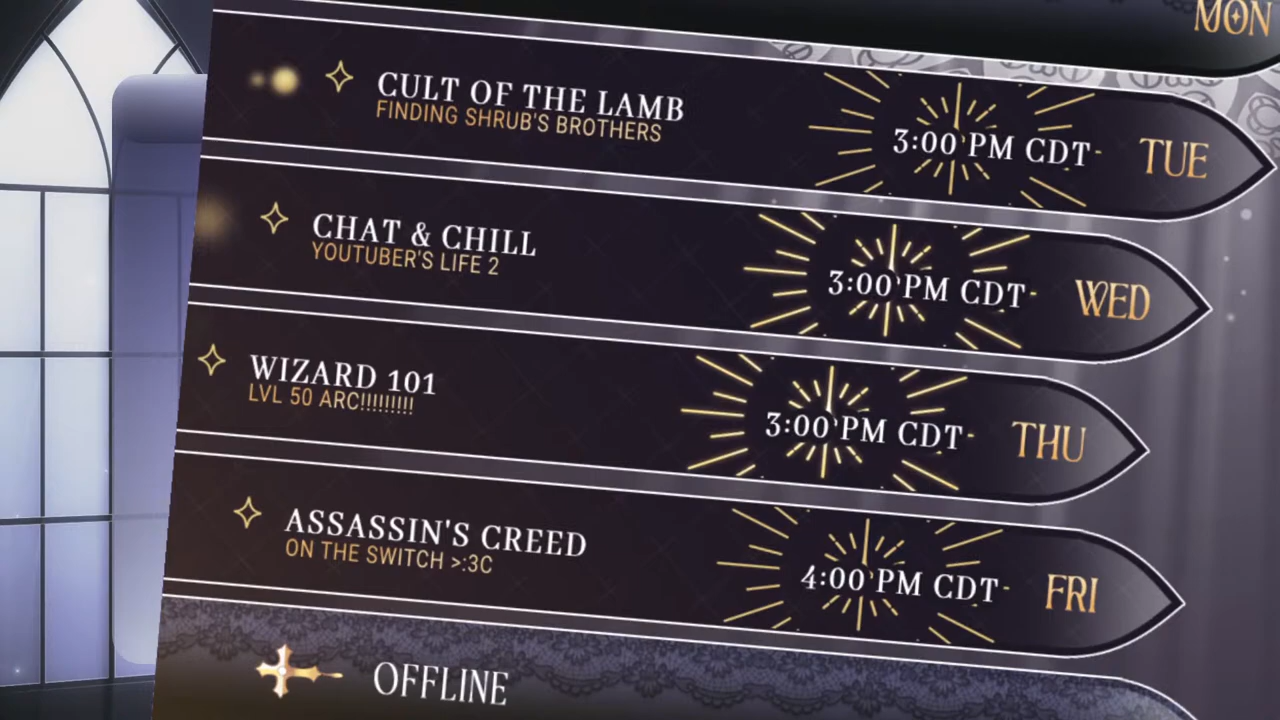 MON
CULT OF THE LAMB
FINDING SHRUB'S BROTHERS
3:00 PM CDT
TUE
CHAT & CHILL
YOUTUBER'S LIFE 2
3:00 PM CDT
WED
WIZARD 101
LVL 50 ARC!!!!!!!!!
3:00 PM CDT
THU
ASSASSIN'S CREED
ON THE SWITCH >:3C
4:00 PM CDT
FRI
OFFLINE